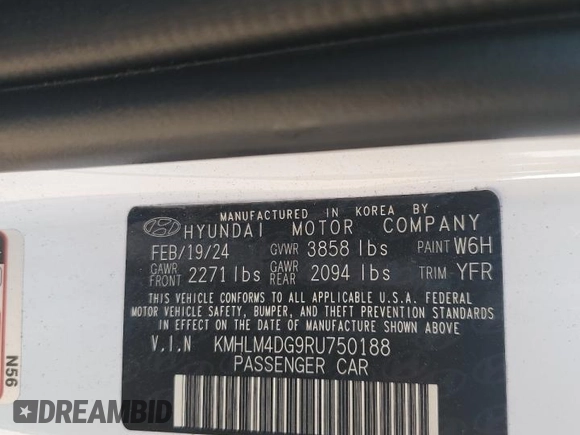 MANUFACTURED IN KOREA BY
HYUNDAI MOTOR COMPANY
FEB/19/24 GVWR 3858 lbs PAINT W6H
GAWR FRONT 2271 lbs GAWR REAR 2094 lbs TRIM YFR
THIS VEHICLE CONFORMS TO ALL APPLICABLE U.S.A. FEDERAL
MOTOR VEHICLE SAFETY, BUMPER, AND THEFT PREVENTION STANDARDS
IN EFFECT ON THE DATE OF MANUFACTURE SHOWN ABOVE.
V.I.N KMHLM4DG9RU750188
PASSENGER CAR
N56
DREAMBID